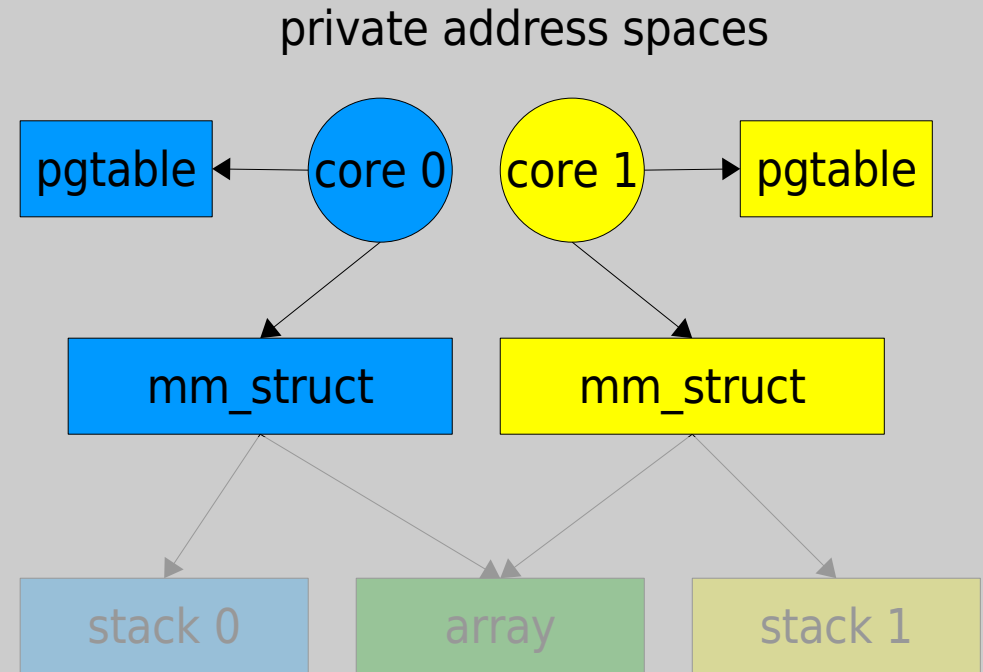 private address spaces
pgtable
core 0
core 1
pgtable
mm_struct
mm_struct
stack 0
array
stack 1